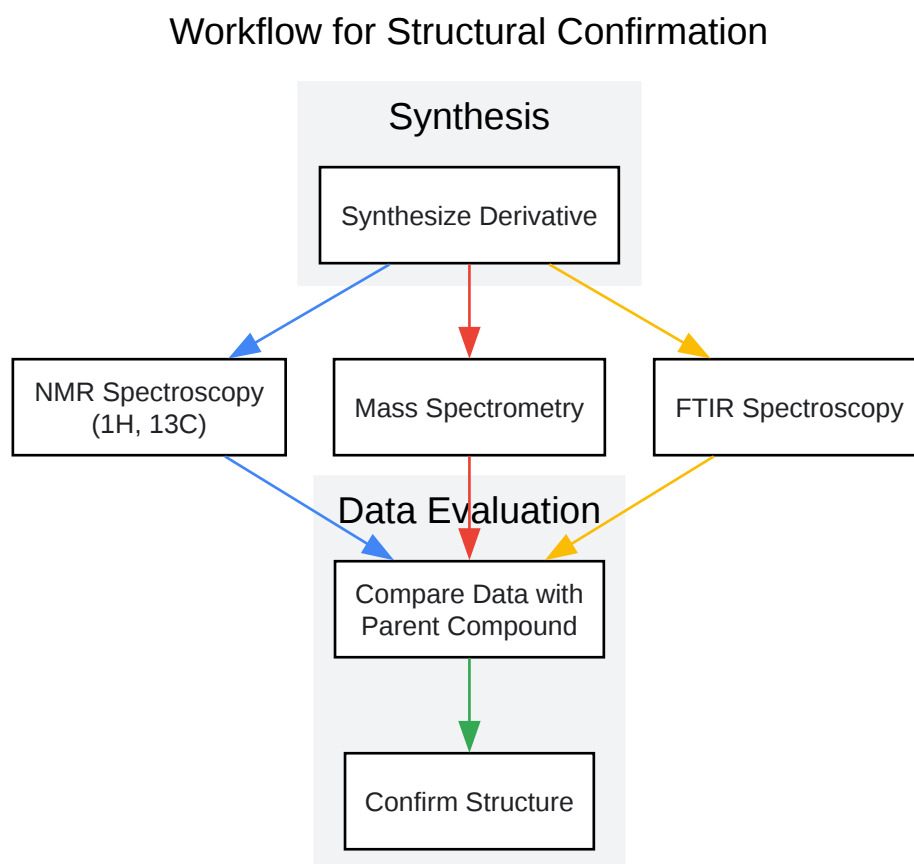 Workflow for Structural Confirmation
Synthesis
Synthesize Derivative
NMR Spectroscopy
(1H, 13C)
Mass Spectrometry
FTIR Spectroscopy
Data Evaluation
Compare Data with
Parent Compound
Confirm Structure